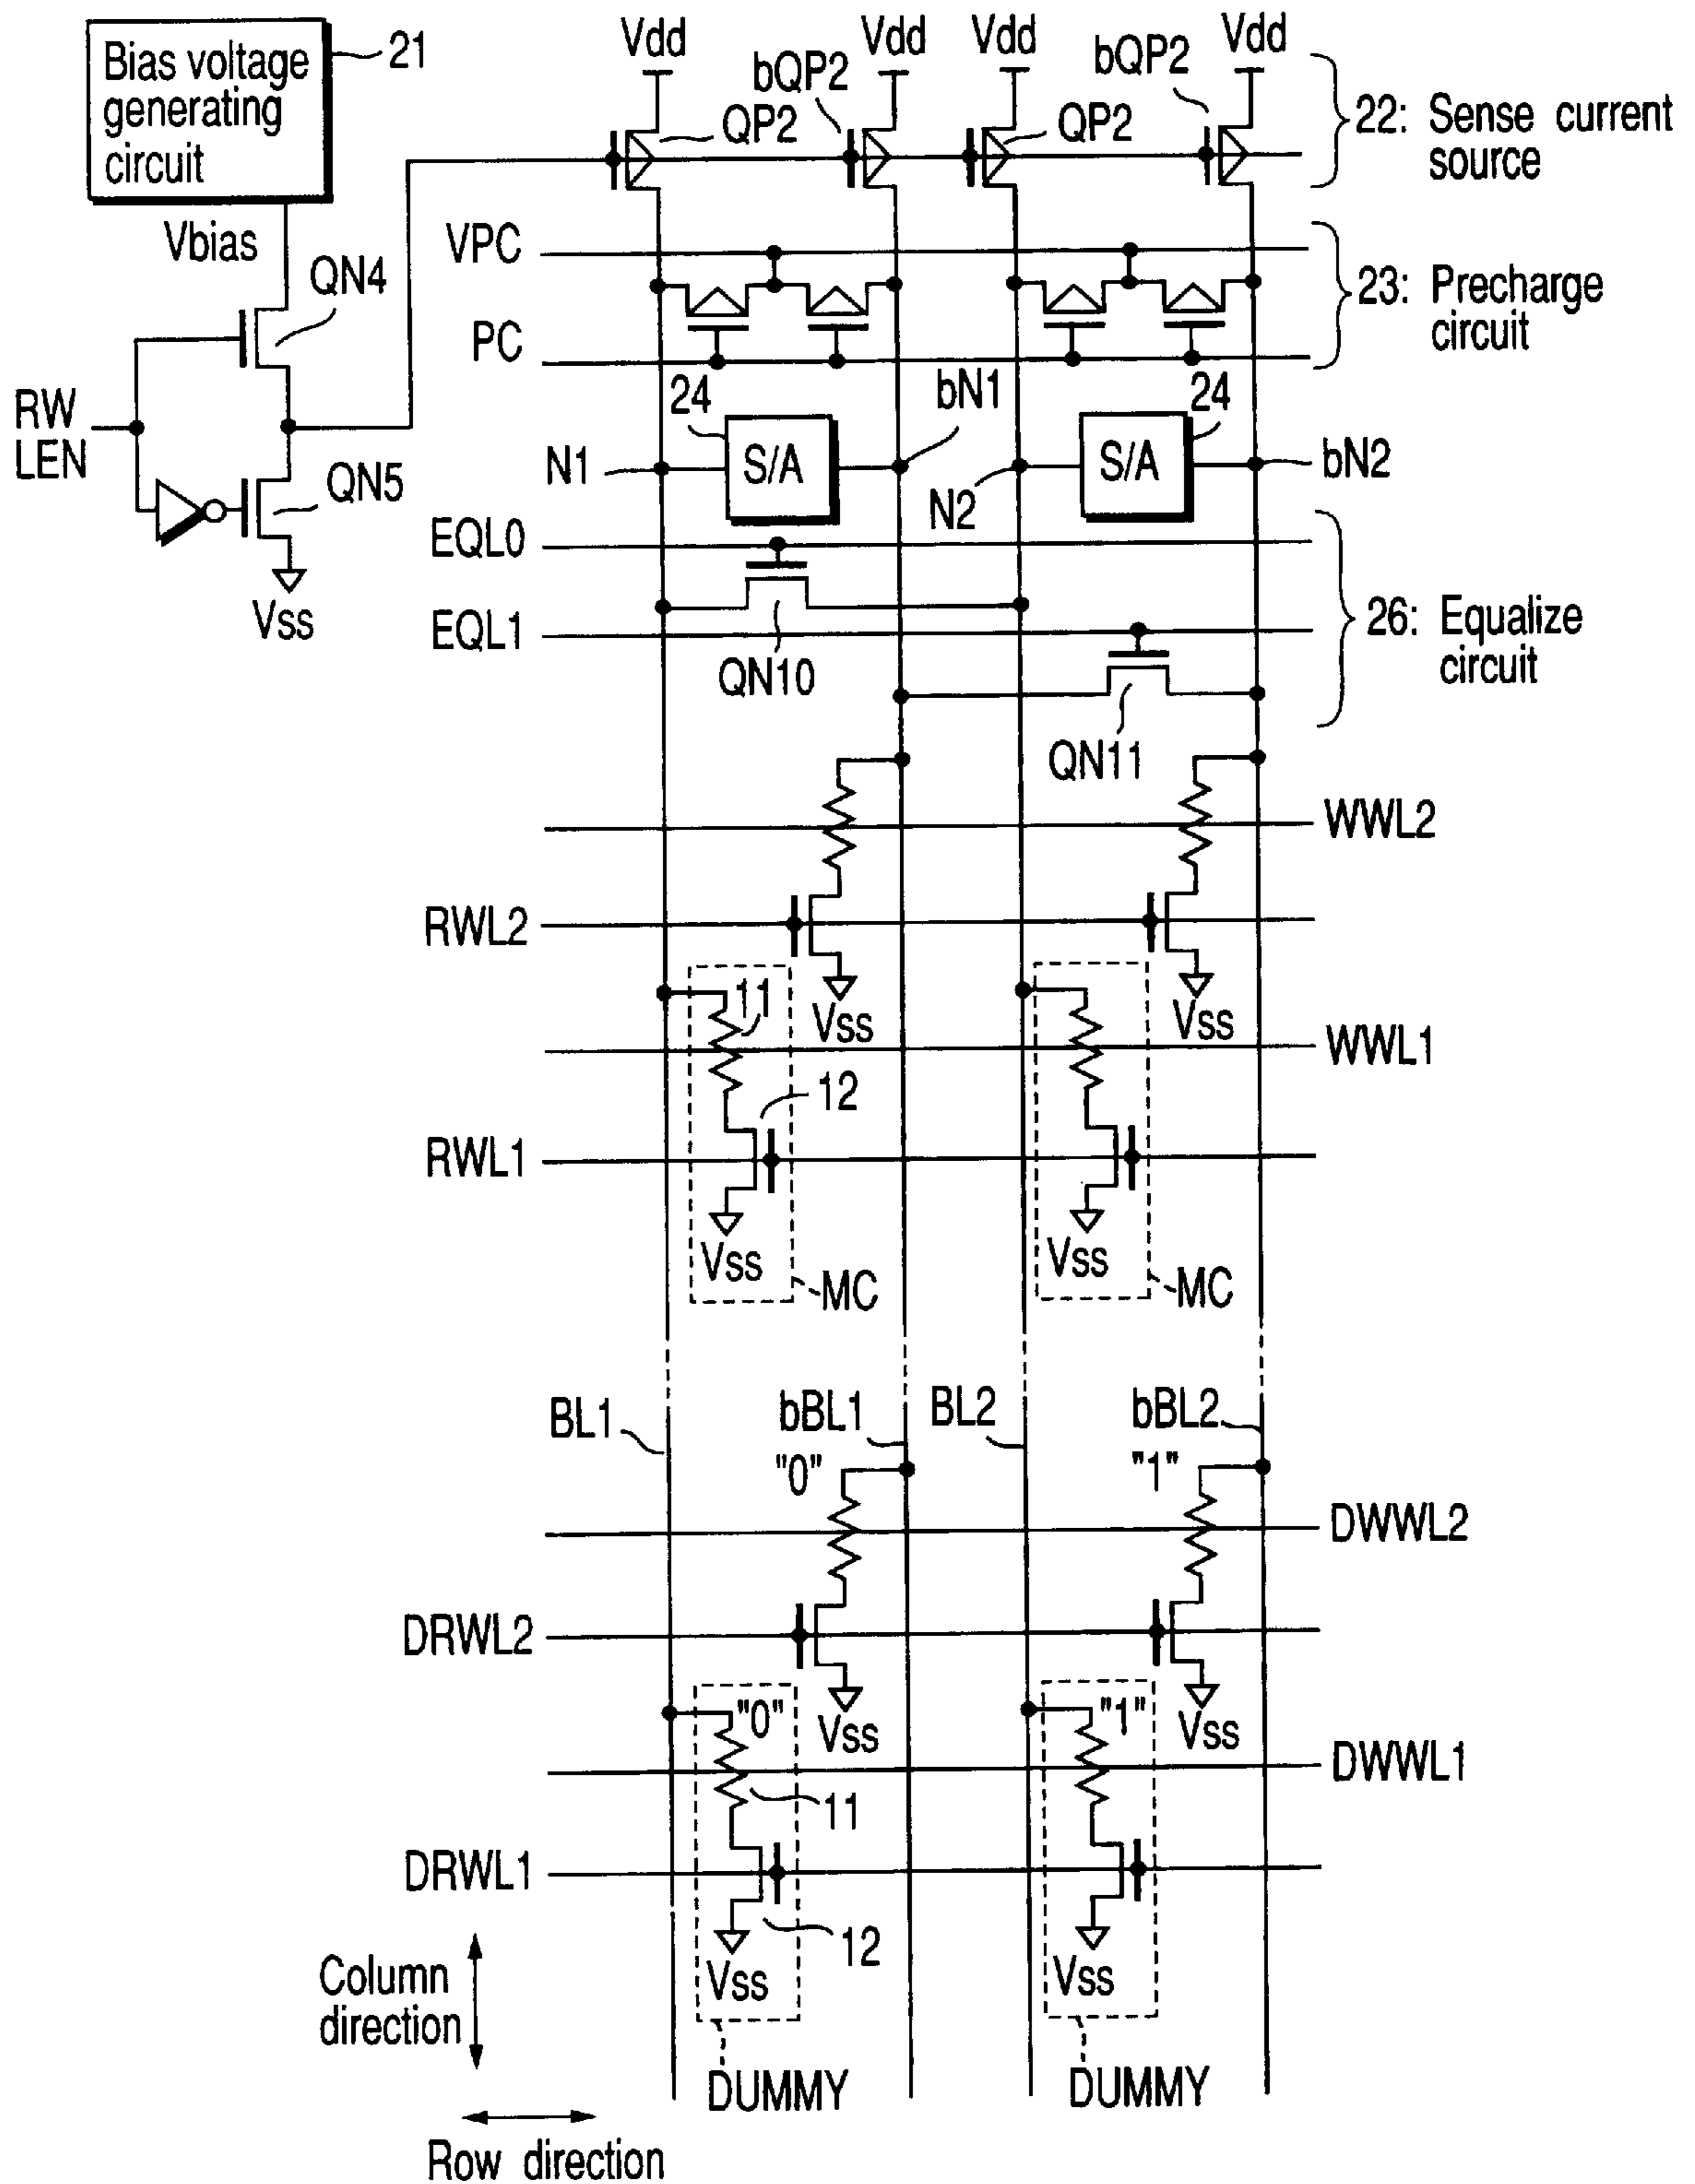 Vdd
Vdd
Vdd
Vdd
Bias voltage
generating
circuit
21
bQP2
QP2
bQP2
QP2
22: Sense current
source
Vbias
VPC
QN4
23: Precharge
circuit
PC
24
bN1
24
RW
LEN
N1
S/A
S/A
bN2
QN5
N2
EQL0
Vss
EQL1
26: Equalize
circuit
QN10
QN11
WWL2
RWL2
11
Vss
Vss
WWL1
12
RWL1
Vss
Vss
MC
MC
BL1
bBL1
BL2
bBL2
"0"
"1"
DWWL2
DRWL2
"0"
Vss
"1"
Vss
DWWL1
11
DRWL1
12
Column
direction
Vss
Vss
DUMMY
DUMMY
Row direction